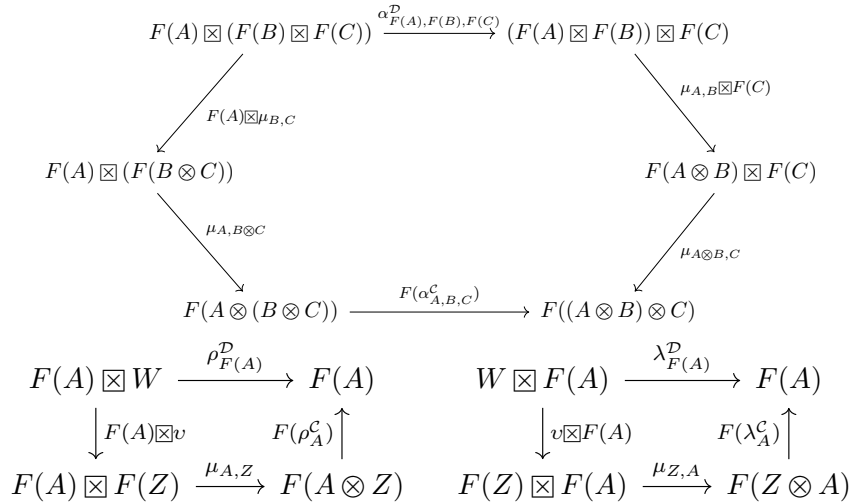 F(A) ⊠ (F(B) ⊠ F(C)) α^𝒟_{F(A),F(B),F(C)} (F(A) ⊠ F(B)) ⊠ F(C)
F(A)⊠μ_{B,C} μ_{A,B}⊠F(C)
F(A) ⊠ (F(B ⊗ C)) F(A ⊗ B) ⊠ F(C)
μ_{A,B⊗C} μ_{A⊗B,C}
F(A ⊗ (B ⊗ C)) F(α^𝒞_{A,B,C}) F((A ⊗ B) ⊗ C)
F(A) ⊠ W ρ^𝒟_{F(A)} F(A) W ⊠ F(A) λ^𝒟_{F(A)} F(A)
F(A)⊠υ F(ρ^𝒞_A) υ⊠F(A) F(λ^𝒞_A)
F(A) ⊠ F(Z) μ_{A,Z} F(A ⊗ Z) F(Z) ⊠ F(A) μ_{Z,A} F(Z ⊗ A)